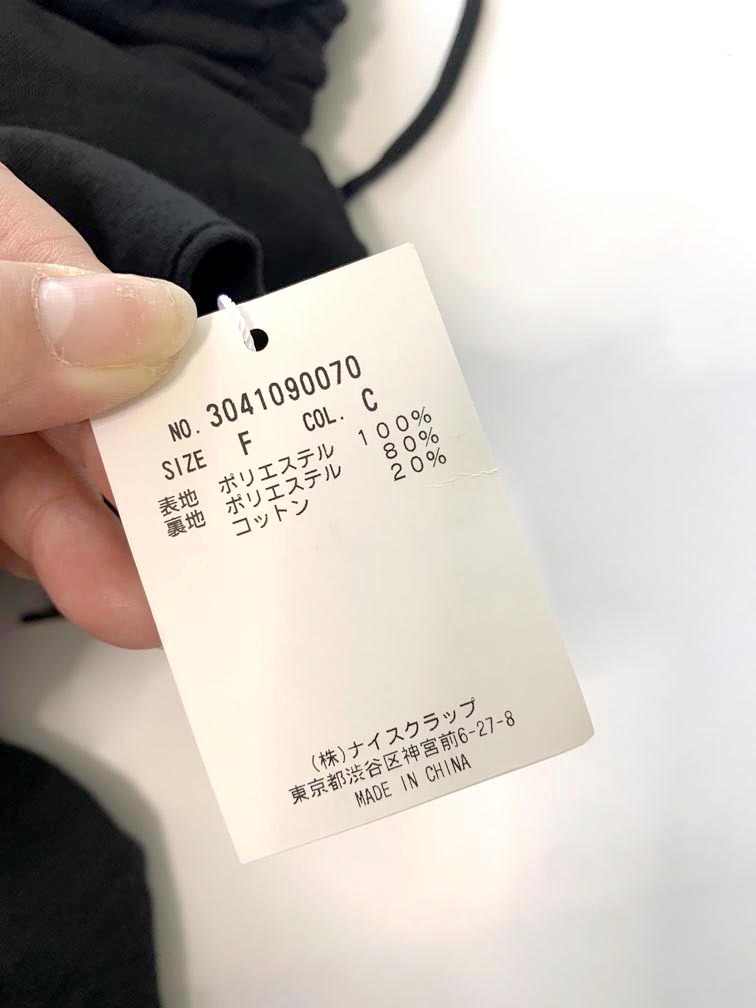 NO. 3041090070
SIZE F COL. C
表地 ポリエステル 100%
裏地 ポリエステル 80%
コットン 20%
(株)ナイスクラップ
東京都渋谷区神宮前6-27-8
MADE IN CHINA